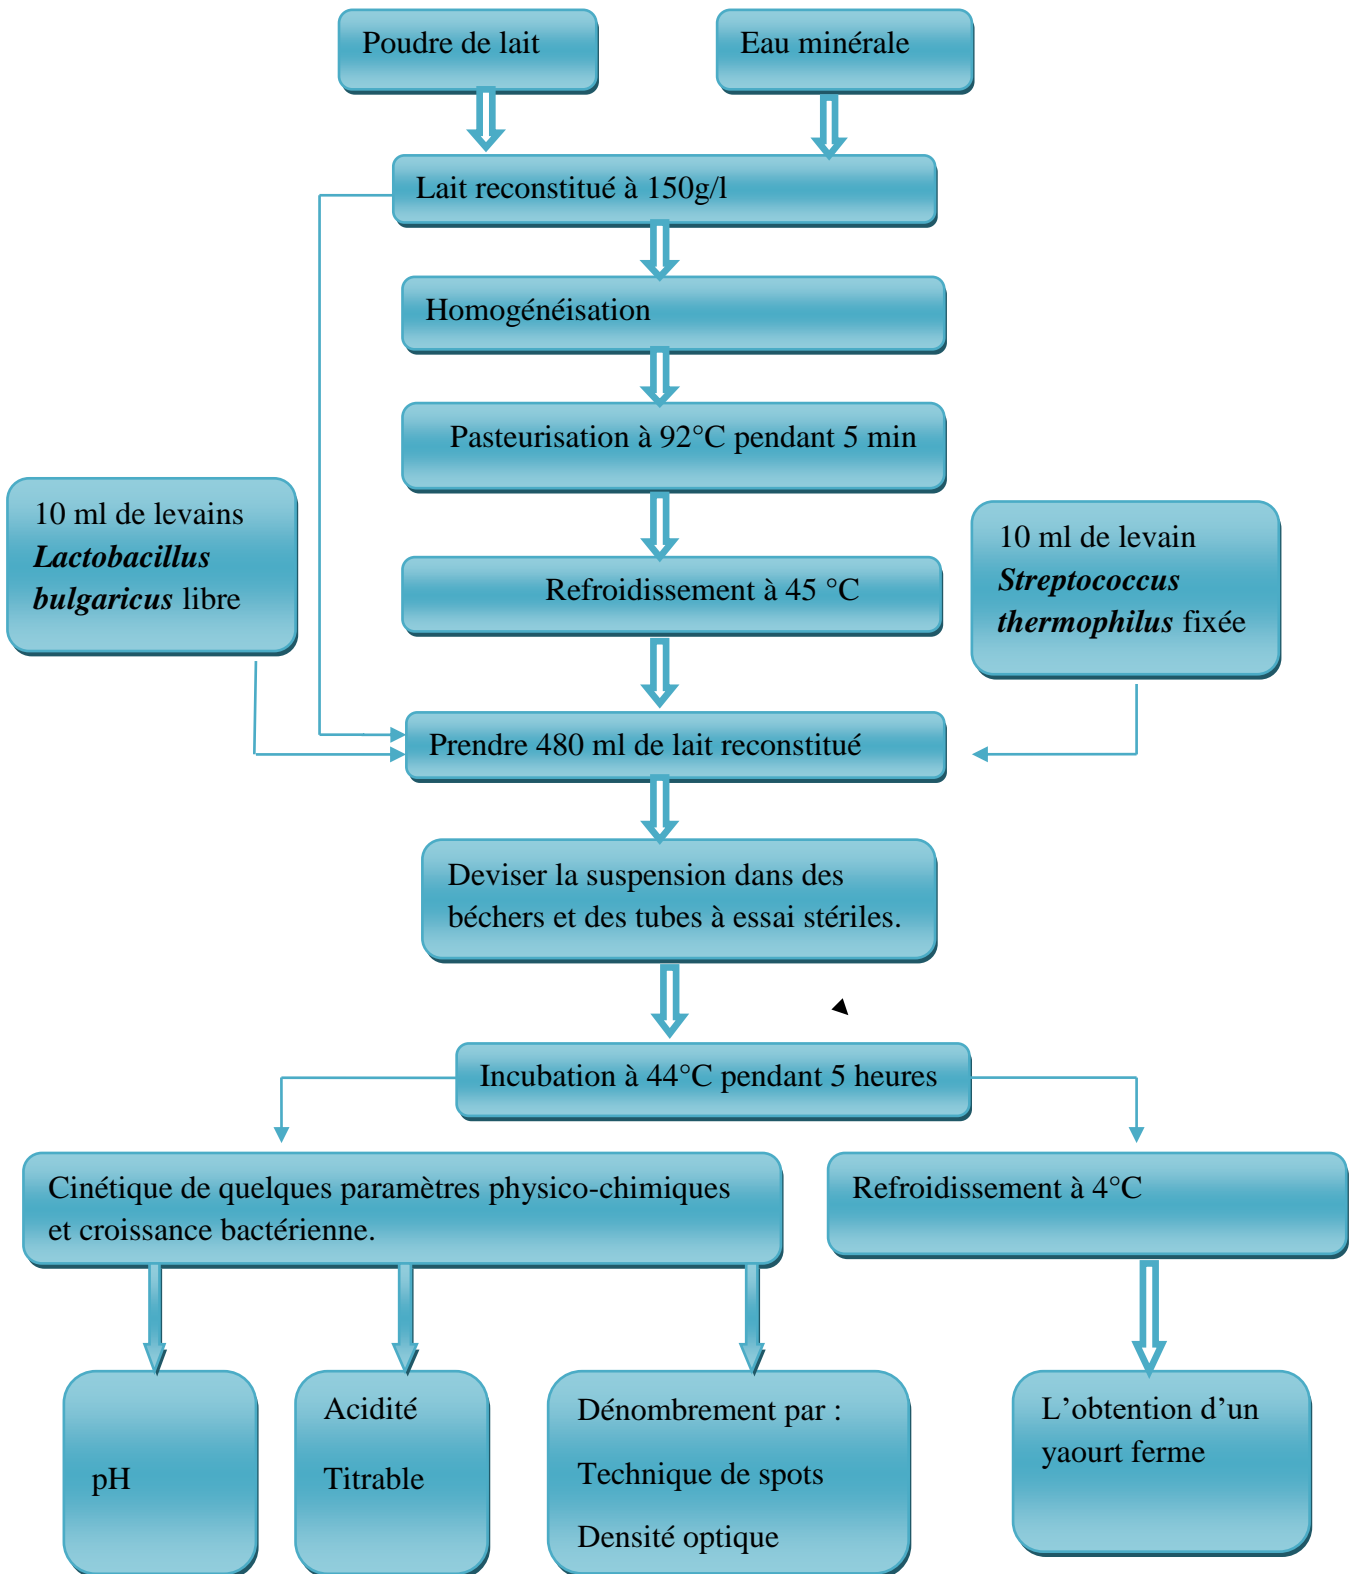 Poudre de lait
Eau minérale
Lait reconstitué à 150g/l
Homogénéisation
Pasteurisation à 92°C pendant 5 min
10 ml de levains
Lactobacillus
bulgaricus libre
10 ml de levain
Streptococcus
thermophilus fixée
Refroidissement à 45 °C
Prendre 480 ml de lait reconstitué
Deviser la suspension dans des
béchers et des tubes à essai stériles.
Incubation à 44°C pendant 5 heures
Cinétique de quelques paramètres physico-chimiques
et croissance bactérienne.
Refroidissement à 4°C
pH
Acidité
Titrable
Dénombrement par :
Technique de spots
Densité optique
L’obtention d’un
yaourt ferme